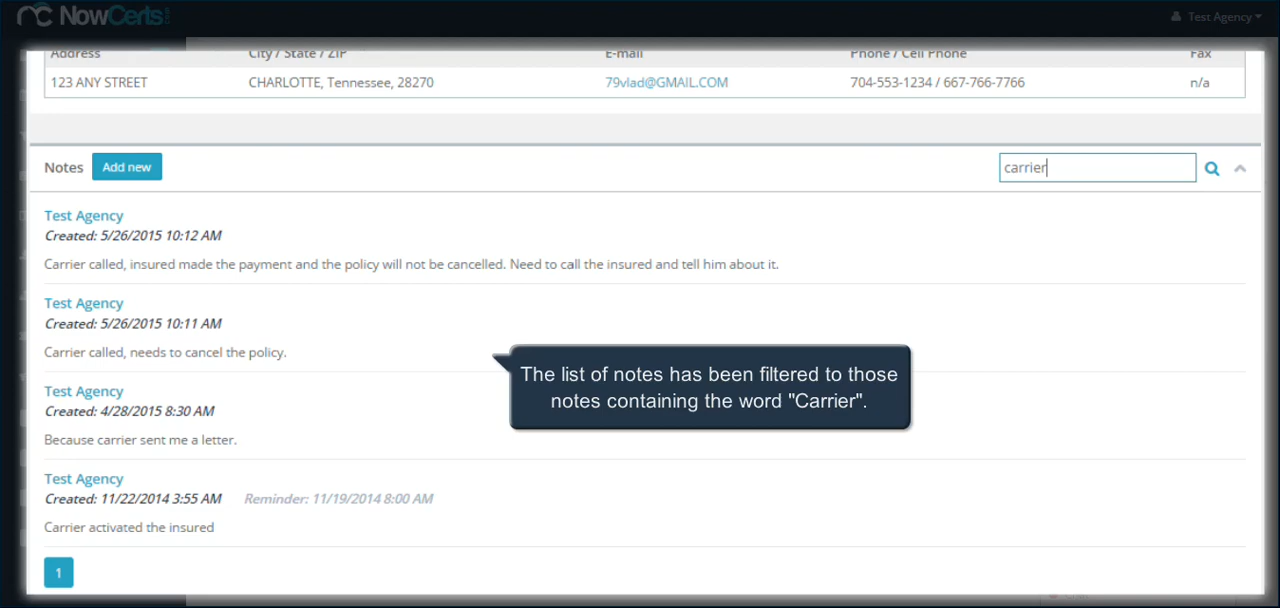 NowCerts.com
Test Agency
Address City / State / ZIP E-mail Phone / Cell Phone Fax
123 ANY STREET CHARLOTTE, Tennessee, 28270 79vlad@GMAIL.COM 704-553-1234 / 667-766-7766 n/a
Notes Add new carrier
Test Agency
Created: 5/26/2015 10:12 AM
Carrier called, insured made the payment and the policy will not be cancelled. Need to call the insured and tell him about it.
Test Agency
Created: 5/26/2015 10:11 AM
Carrier called, needs to cancel the policy.
The list of notes has been filtered to those
notes containing the word "Carrier".
Test Agency
Created: 4/28/2015 8:30 AM
Because carrier sent me a letter.
Test Agency
Created: 11/22/2014 3:55 AM Reminder: 11/19/2014 8:00 AM
Carrier activated the insured
1